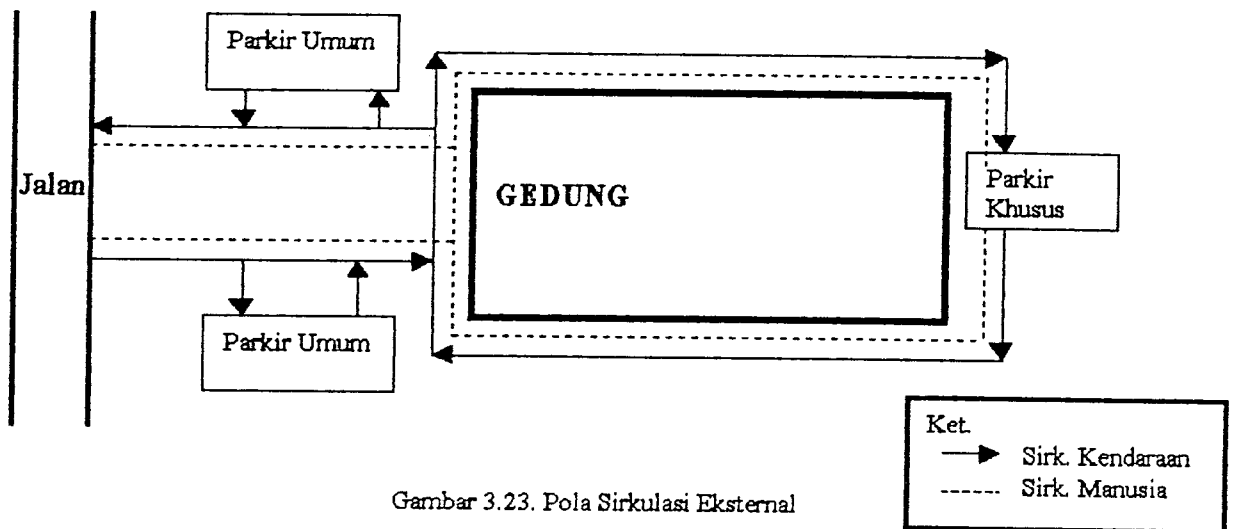 Parkir Umum
Jalan
GEDUNG
Parkir
Khusus
Parkir Umum
Ket.
Sirk. Kendaraan
Sirk. Manusia
Gambar 3.23. Pola Sirkulasi Eksternal